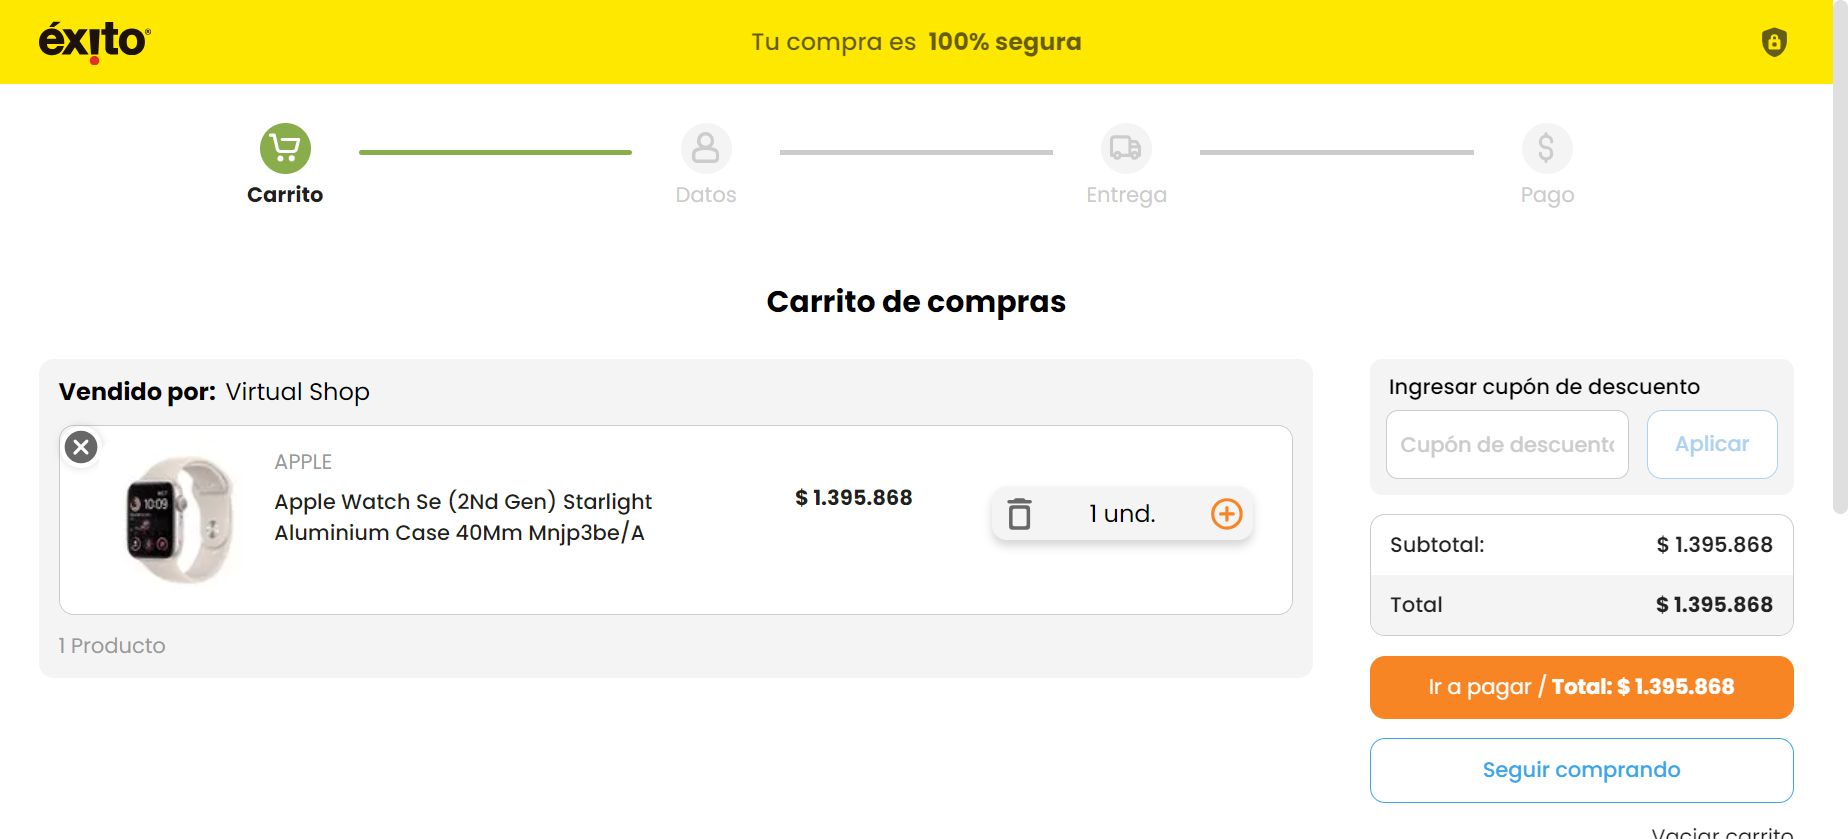 éxito
Tu compra es 100% segura
Carrito
Datos
Entrega
Pago
Carrito de compras
Vendido por: Virtual Shop
APPLE
Apple Watch Se (2Nd Gen) Starlight
Aluminium Case 40Mm Mnjp3be/A
$ 1.395.868
1 und.
10:09
1 Producto
Ingresar cupón de descuento
Cupón de descuento
Aplicar
Subtotal: $ 1.395.868
Total $ 1.395.868
Ir a pagar / Total: $ 1.395.868
Seguir comprando
Vaciar carrito